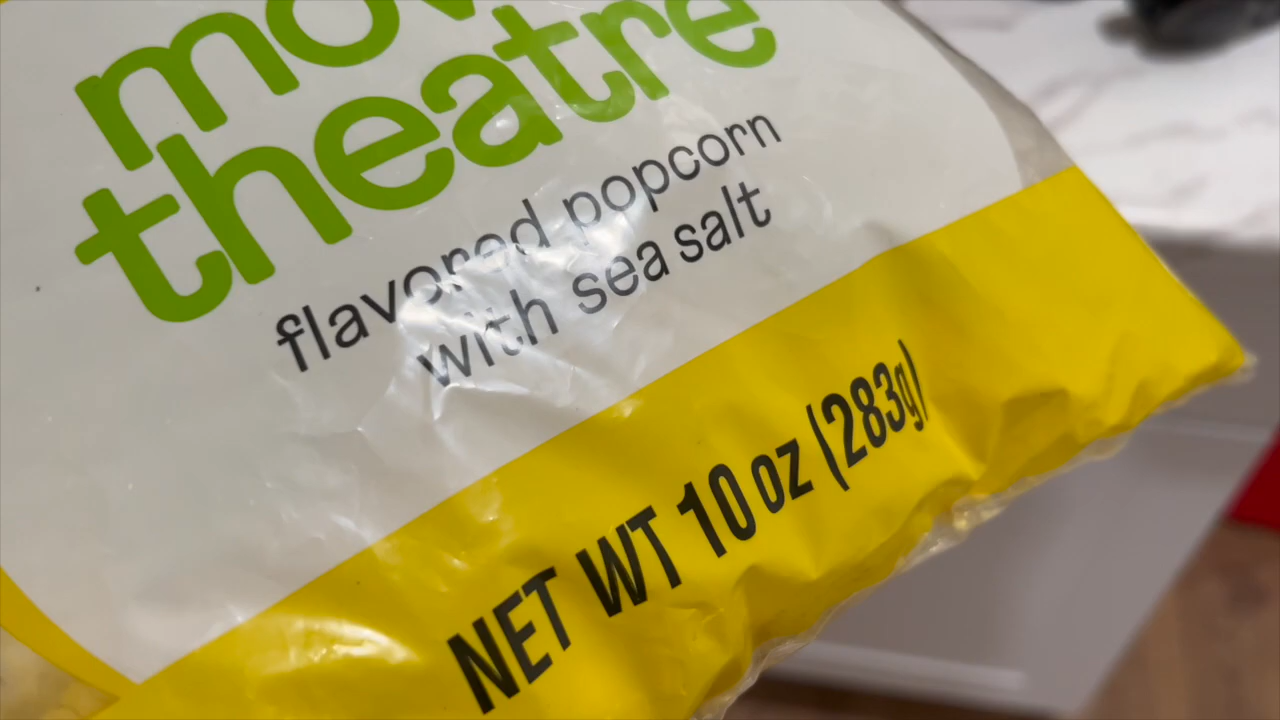 theatre
flavored popcorn
with sea salt
NET WT 10 oz (283g)